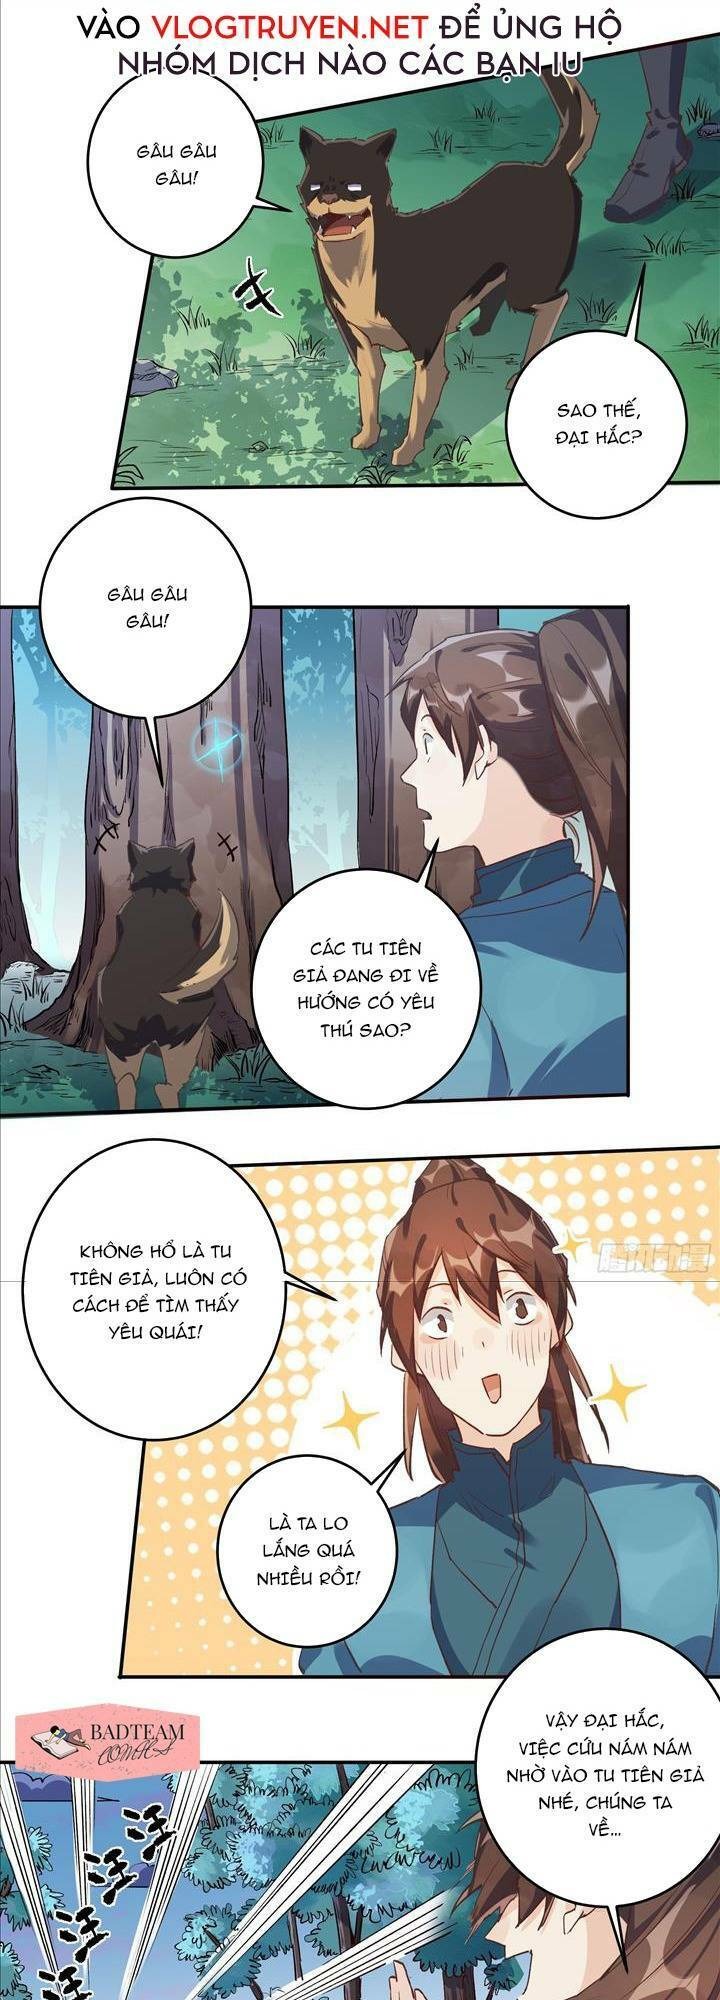 VÀO VLOGTRUYEN.NET ĐỂ ỦNG HỘ
NHÓM DỊCH NÀO CÁC BẠN IU
GÂU GÂU
GÂU!
SAO THẾ,
ĐẠI HẮC?
GÂU GÂU
GÂU!
CÁC TU TIÊN
GIẢ ĐANG ĐI VỀ
HƯỚNG CÓ YÊU
THÚ SAO?
KHÔNG HỔ LÀ TU
TIÊN GIẢ, LUÔN CÓ
CÁCH ĐỂ TÌM THẤY
YÊU QUÁI!
LÀ TA LO
LẮNG QUÁ
NHIỀU RỒI!
BADTEAM
COMICS
VẬY ĐẠI HẮC,
VIỆC CỨU NÁM NÁM
NHỜ VÀO TU TIÊN GIẢ
NHÉ, CHÚNG TA
VỀ...
汪汪
汪汪